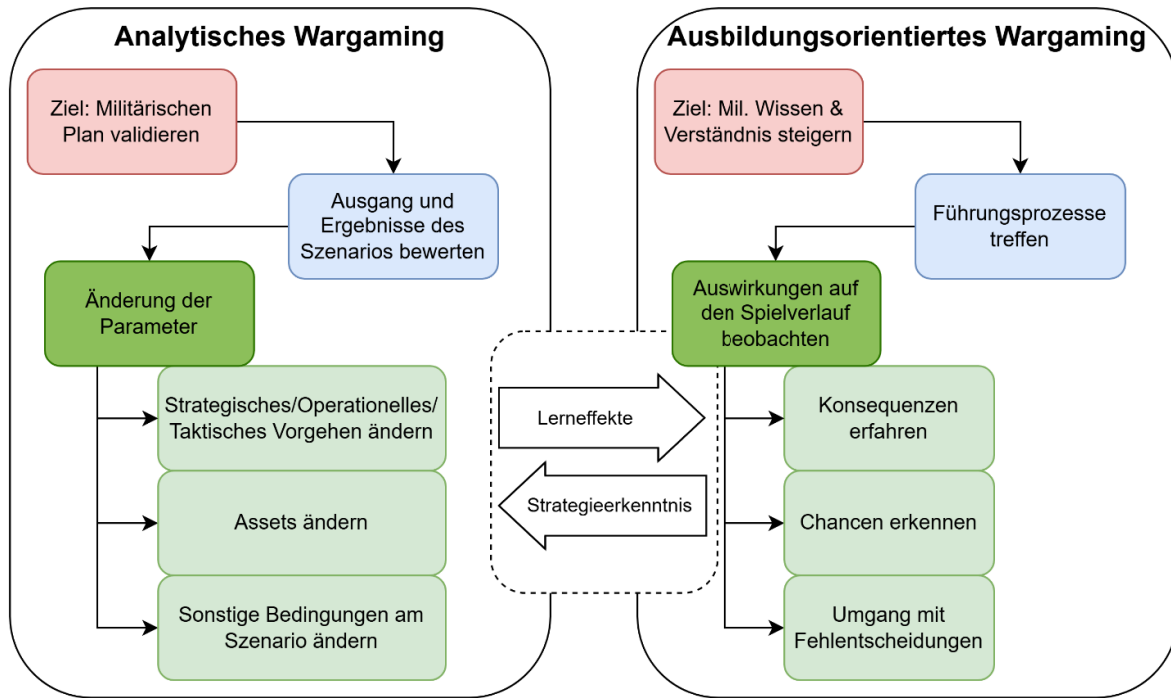 Analytisches Wargaming
Ziel: Militärischen
Plan validieren
Ausgang und
Ergebnisse des
Szenarios bewerten
Änderung der
Parameter
Strategisches/Operationelles/
Taktisches Vorgehen ändern
Assets ändern
Sonstige Bedingungen am
Szenario ändern
Lerneffekte
Strategieerkenntnis
Ausbildungsorientiertes Wargaming
Ziel: Mil. Wissen &
Verständnis steigern
Führungsprozesse
treffen
Auswirkungen auf
den Spielverlauf
beobachten
Konsequenzen
erfahren
Chancen erkennen
Umgang mit
Fehlentscheidungen